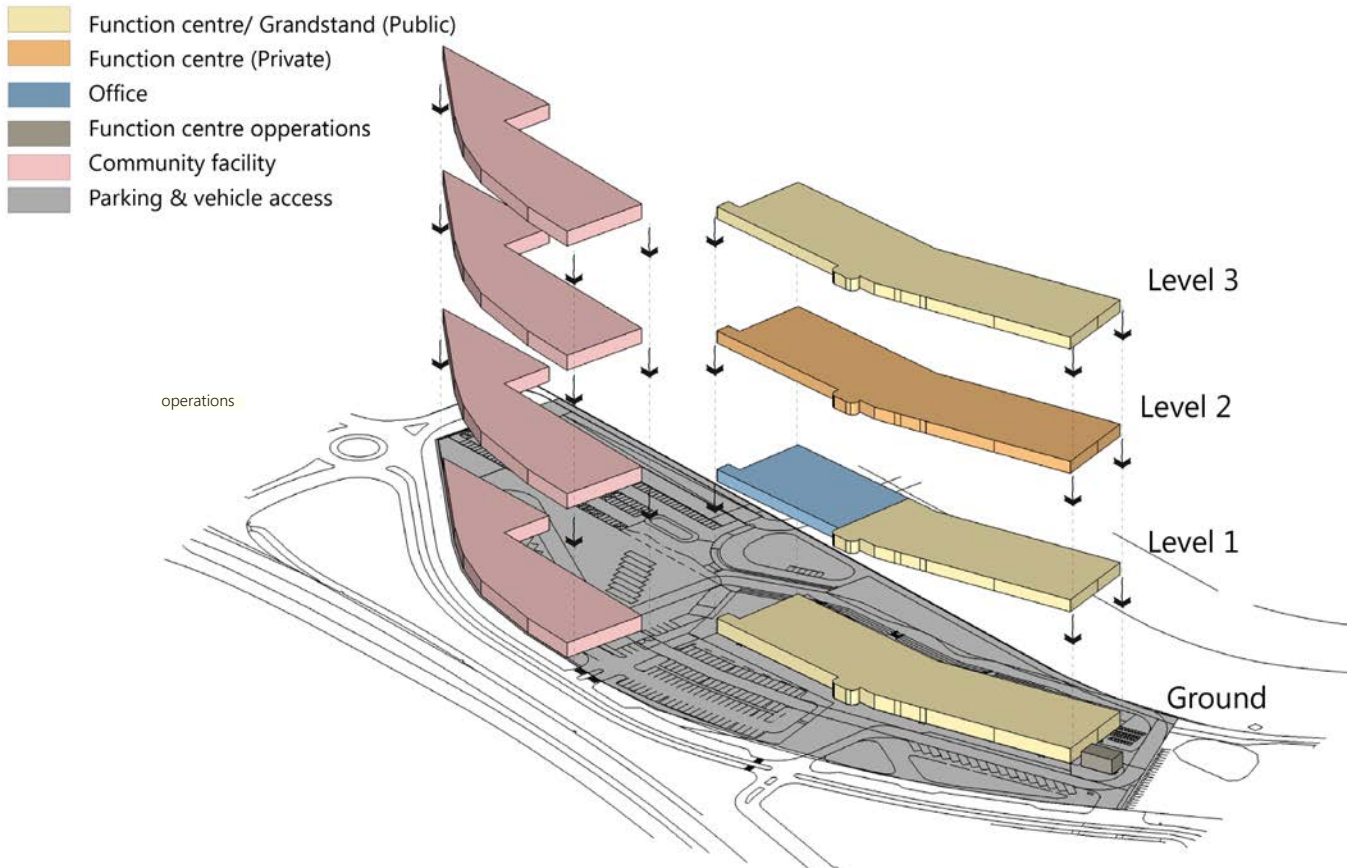 Function centre/ Grandstand (Public)
Function centre (Private)
Office
Function centre opperations
Community facility
Parking & vehicle access
Level 3
Level 2
operations
Level 1
Ground